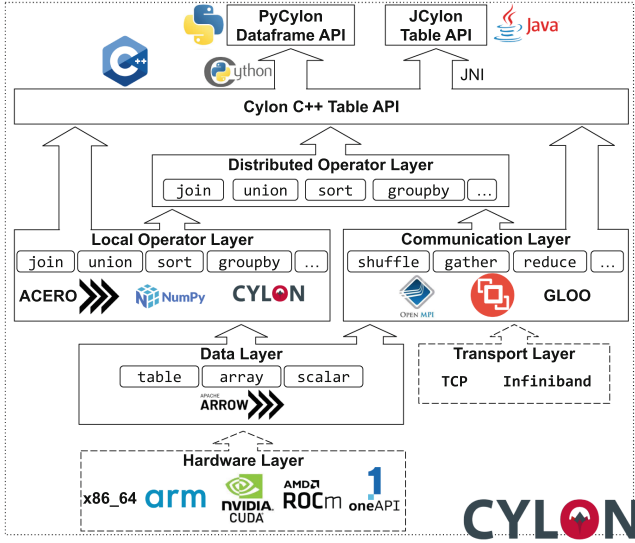 PyCylon
Dataframe API
JCylon
Table API
Java
C++
Cython
JNI
Cylon C++ Table API
Distributed Operator Layer
join union sort groupby ...
Local Operator Layer
join union sort groupby ...
ACERO NumPy CYLON
Communication Layer
shuffle gather reduce ...
OPEN MPI GLOO
Data Layer
table array scalar
APACHE
ARROW
Transport Layer
TCP Infiniband
Hardware Layer
x86_64 arm NVIDIA. CUDA AMD ROCm 1 oneAPI
CYLON